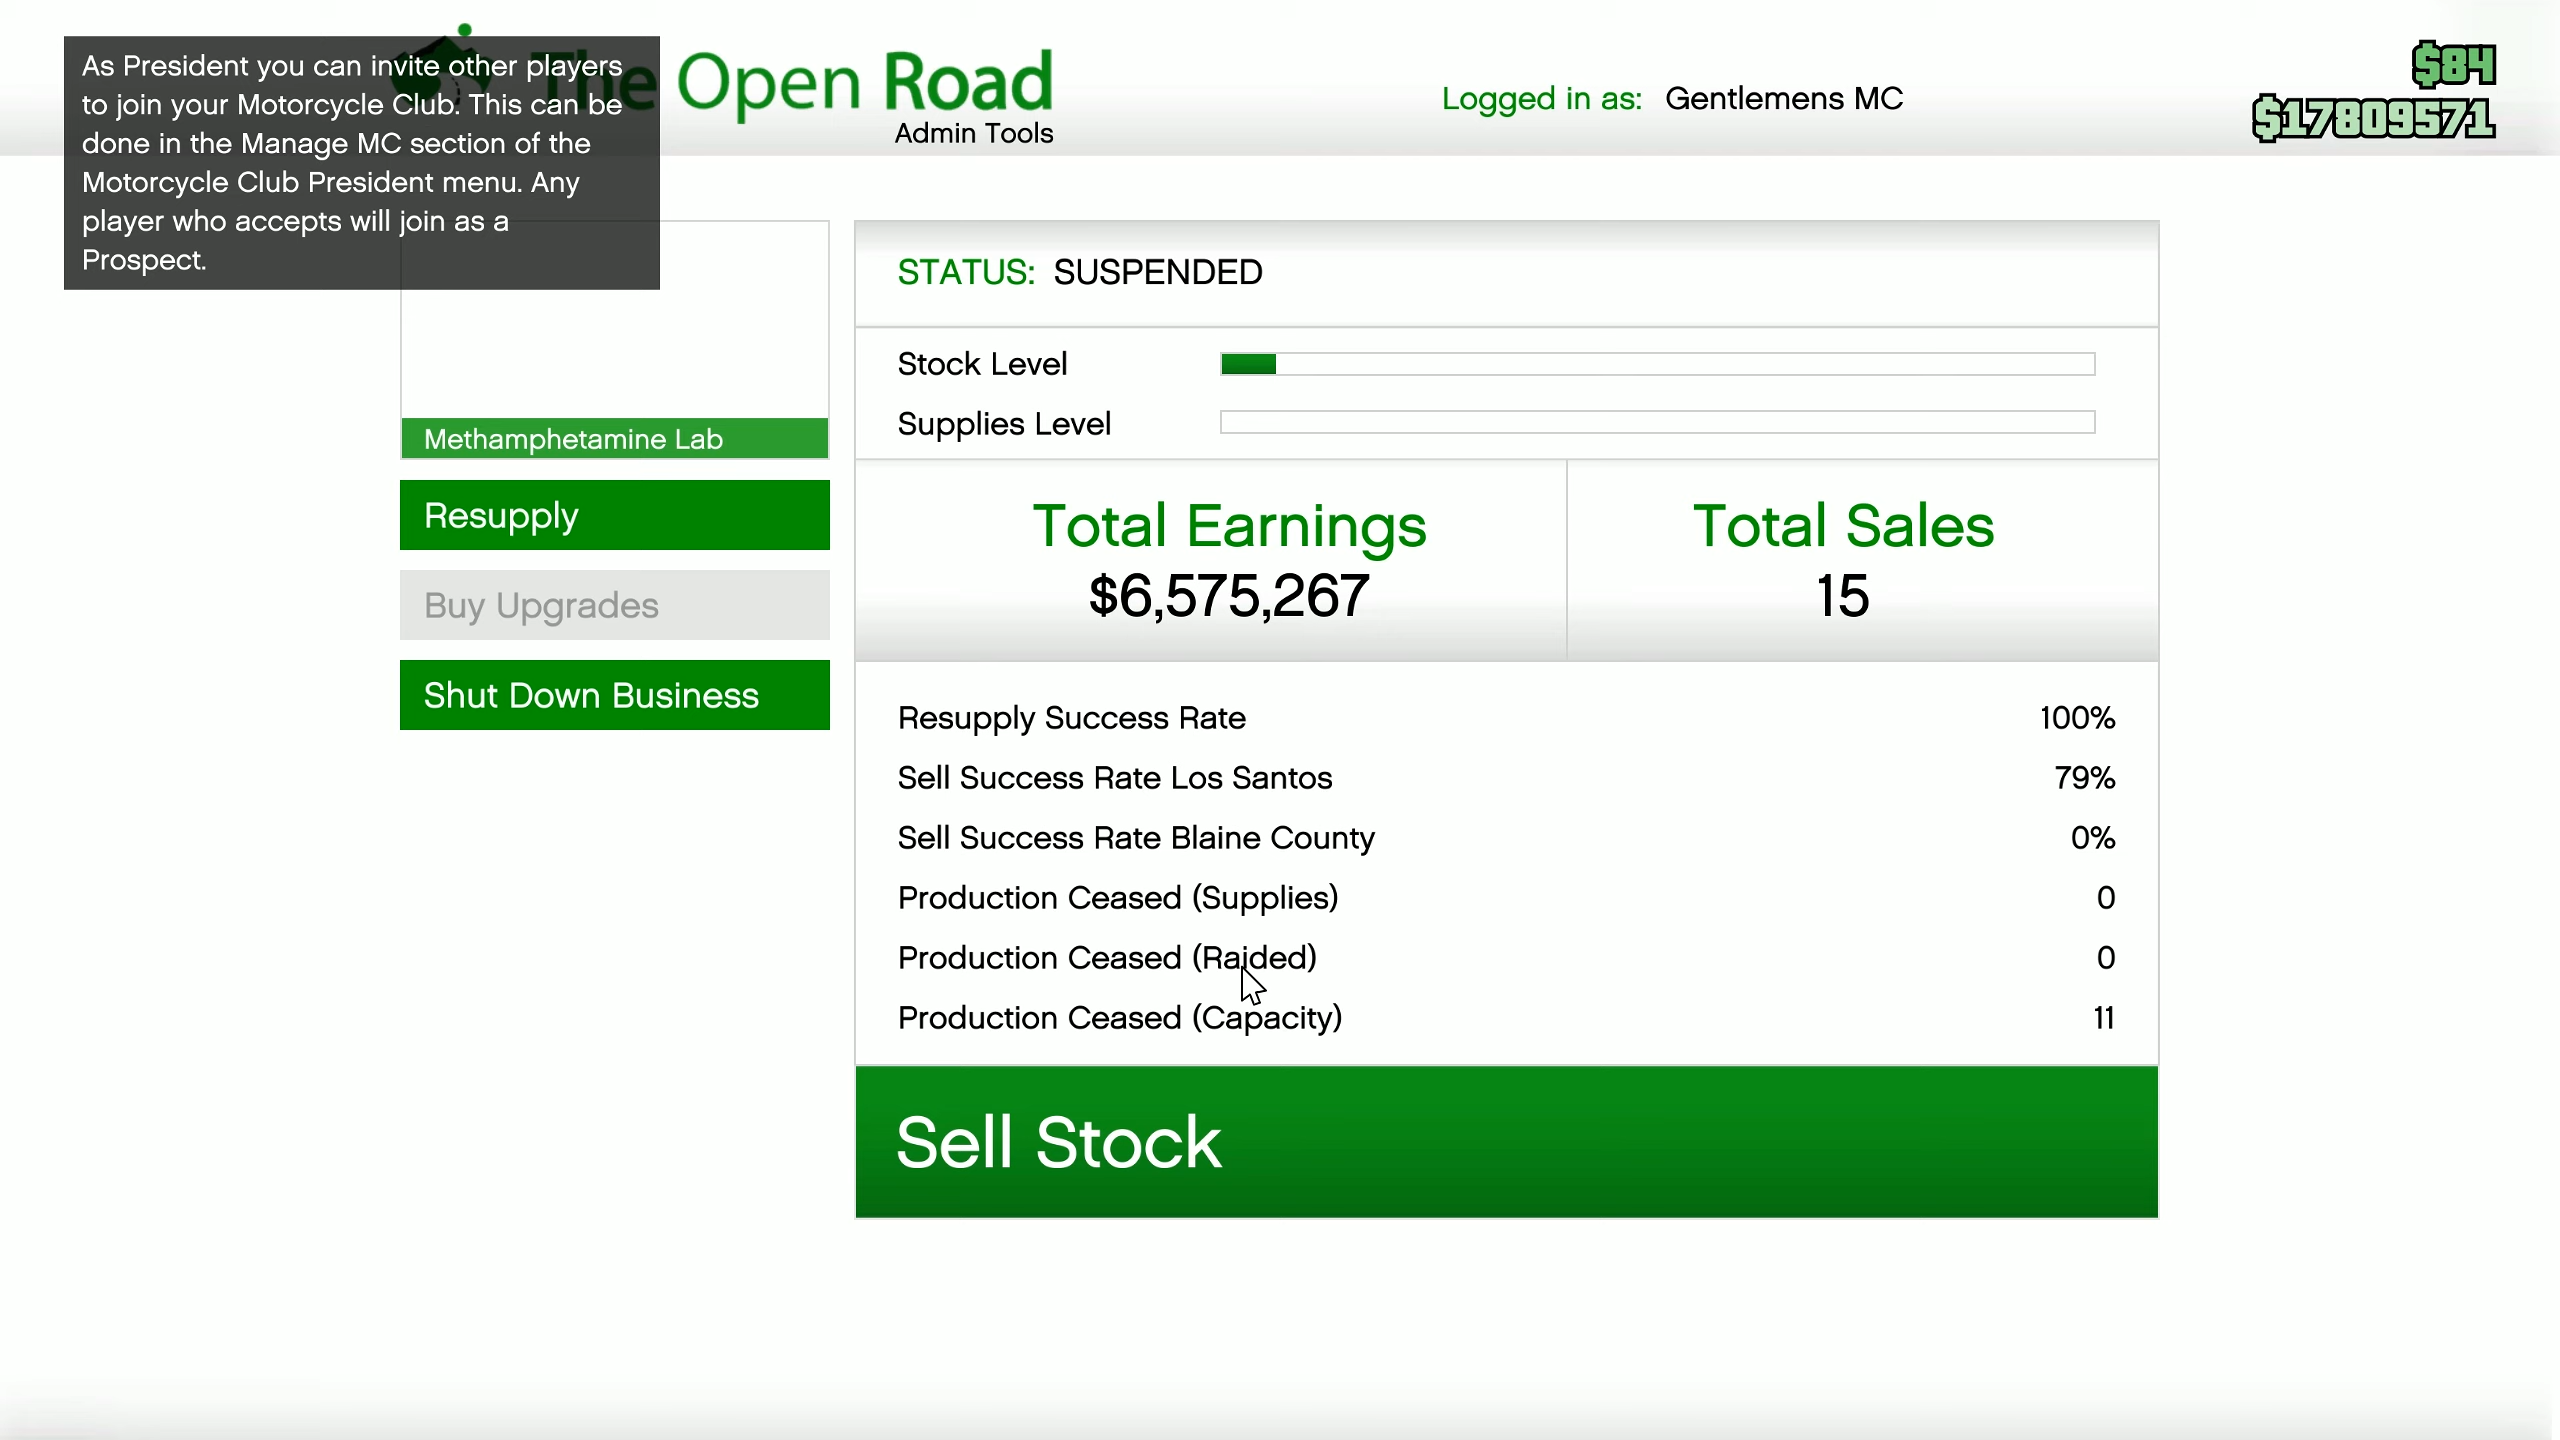 As President you can invite other players
to join your Motorcycle Club. This can be
done in the Manage MC section of the
Motorcycle Club President menu. Any
player who accepts will join as a
Prospect.
The Open Road
Admin Tools
Logged in as: Gentlemens MC
$84
$17809571
Methamphetamine Lab
Resupply
Buy Upgrades
Shut Down Business
STATUS: SUSPENDED
Stock Level
Supplies Level
Total Earnings
$6,575,267
Total Sales
15
Resupply Success Rate 100%
Sell Success Rate Los Santos 79%
Sell Success Rate Blaine County 0%
Production Ceased (Supplies) 0
Production Ceased (Raided) 0
Production Ceased (Capacity) 11
Sell Stock